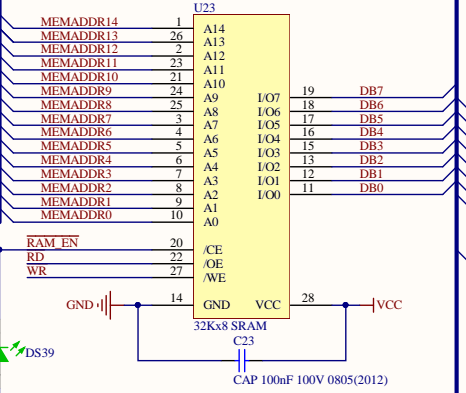 U23
MEMADDR14 1 A14
MEMADDR13 26 A13
MEMADDR12 2 A12
MEMADDR11 23 A11
MEMADDR10 21 A10
MEMADDR9 24 A9 I/O7 19 DB7
MEMADDR8 25 A8 I/O6 18 DB6
MEMADDR7 3 A7 I/O5 17 DB5
MEMADDR6 4 A6 I/O4 16 DB4
MEMADDR5 5 A5 I/O3 15 DB3
MEMADDR4 6 A4 I/O2 13 DB2
MEMADDR3 7 A3 I/O1 12 DB1
MEMADDR2 8 A2 I/O0 11 DB0
MEMADDR1 9 A1
MEMADDR0 10 A0
RAM_EN 20 /CE
RD 22 /OE
WR 27 /WE
GND 14 GND VCC 28 VCC
32Kx8 SRAM
C23
DS39
CAP 100nF 100V 0805(2012)